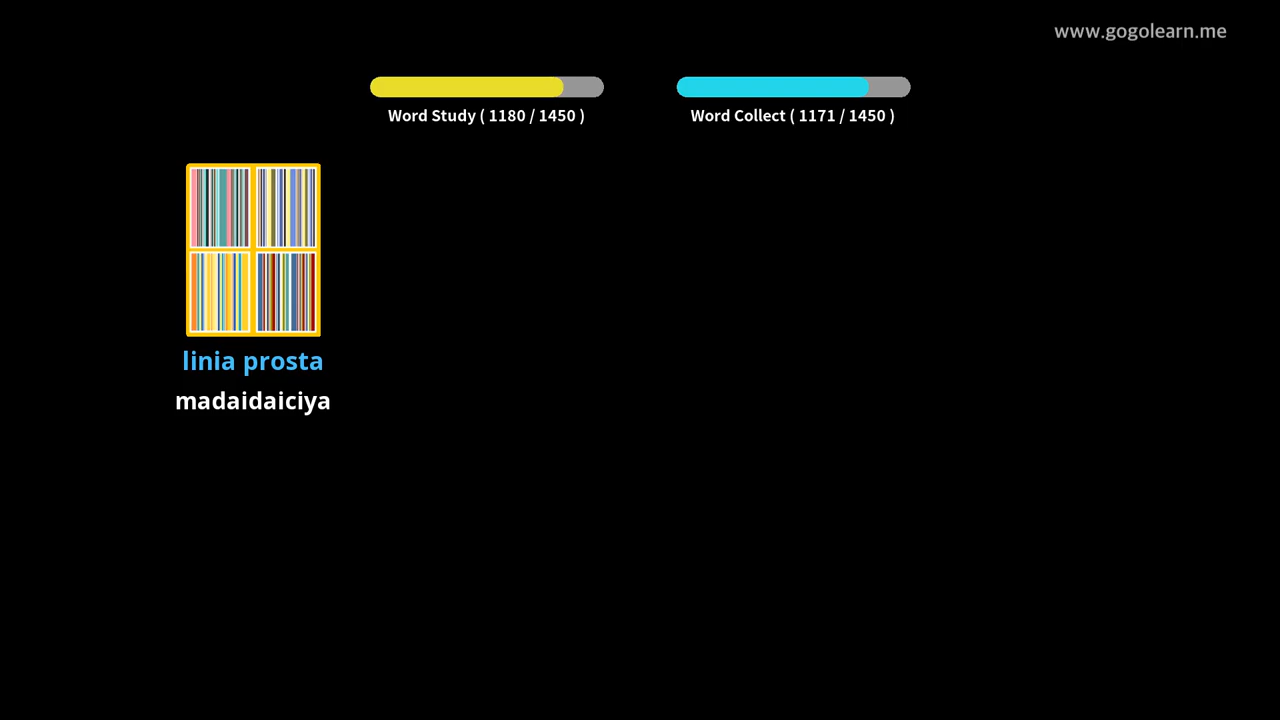 www.gogolearn.me
Word Study ( 1180 / 1450 )
Word Collect ( 1171 / 1450 )
linia prosta
madaidaiciya